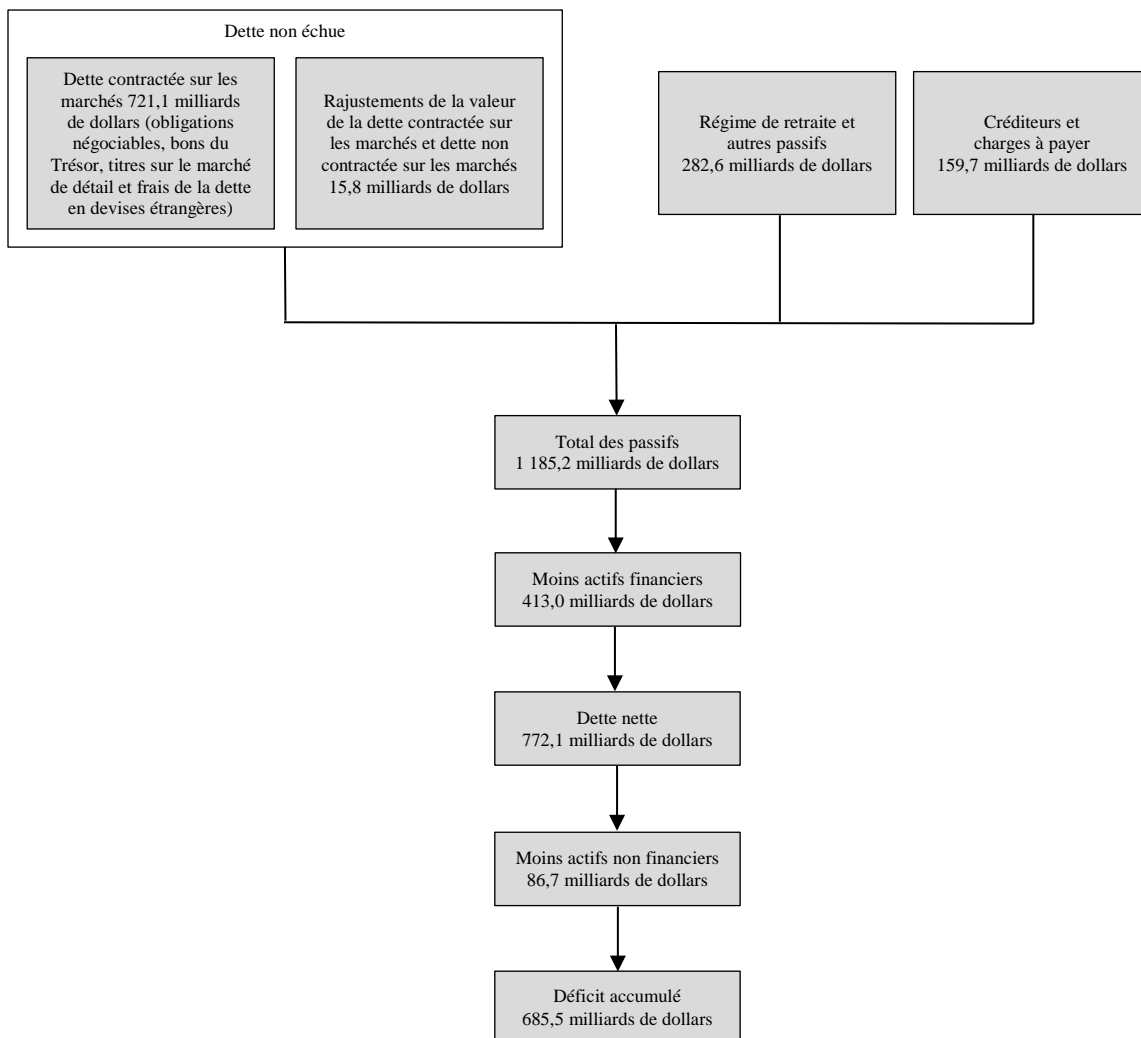 Dette non échue
Dette contractée sur les
marchés 721,1 milliards
de dollars (obligations
négociables, bons du
Trésor, titres sur le marché
de détail et frais de la dette
en devises étrangères)
Rajustements de la valeur
de la dette contractée sur
les marchés et dette non
contractée sur les marchés
15,8 milliards de dollars
Régime de retraite et
autres passifs
282,6 milliards de dollars
Créditeurs et
charges à payer
159,7 milliards de dollars
Total des passifs
1 185,2 milliards de dollars
Moins actifs financiers
413,0 milliards de dollars
Dette nette
772,1 milliards de dollars
Moins actifs non financiers
86,7 milliards de dollars
Déficit accumulé
685,5 milliards de dollars